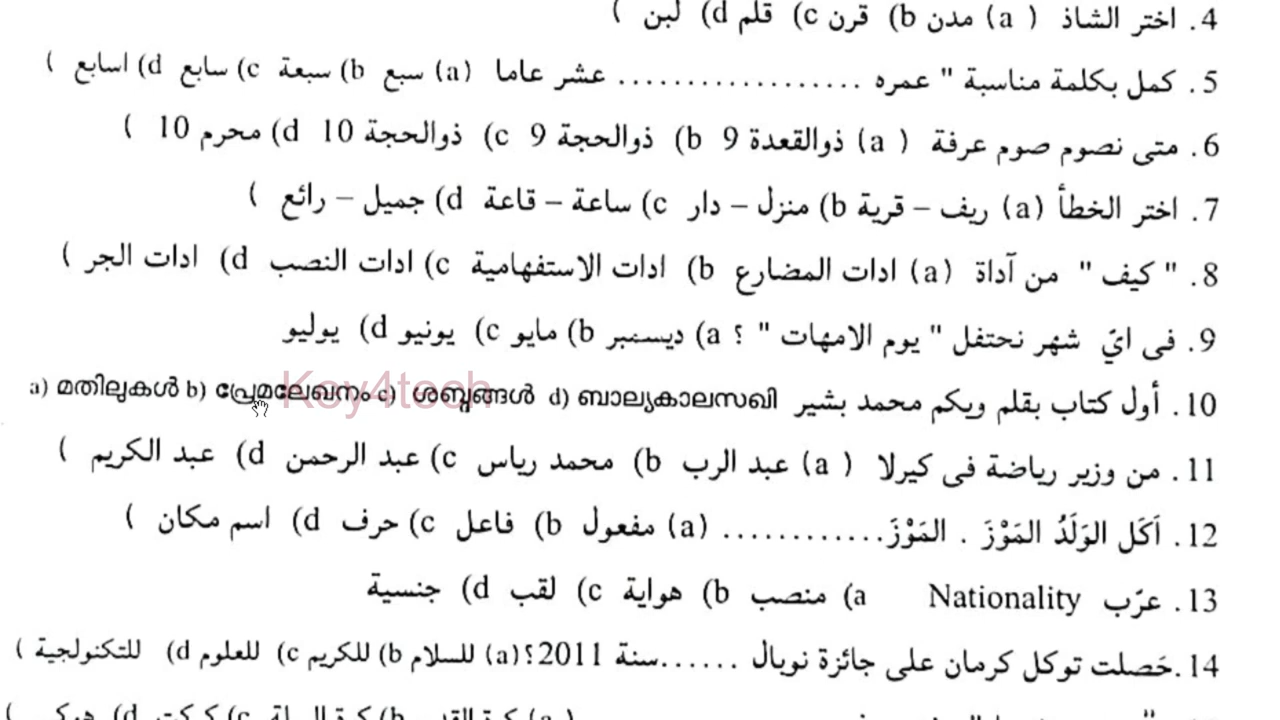 4. اختر الشاذ ( a) مدن b) قرن c) قلم d) لبن )
5. كمل بكلمة مناسبة " عمره .................. عشر عاما (a) سبع b) سبعة c) سابع d) اسابع )
6. متى نصوم صوم عرفة ( a) ذوالقعدة 9 b) ذوالحجة 9 c) ذوالحجة 10 d) محرم 10 )
7. اختر الخطأ (a) ريف – قرية b) منزل – دار c) ساعة – قاعة d) جميل – رائع )
8. " كيف " من آداة (a) ادات المضارع b) ادات الاستفهامية c) ادات النصب d) ادات الجر )
9. فى ايّ شهر نحتفل " يوم الامهات " ؟ a) ديسمبر b) مايو c) يونيو d) يوليو
10. أول كتاب بقلم ويكم محمد بشير a) മതിലുകൾ b) പ്രേമലേഖനം c) ശബ്ദങ്ങൾ d) ബാല്യകാലസഖി
Key4tech
11. من وزير رياضة فى كيرلا ( a) عبد الرب b) محمد رياس c) عبد الرحمن d) عبد الكريم )
12. اَكَل الوَلَدُ المَوْزَ . المَوْزَ............ (a) مفعول b) فاعل c) حرف d) اسم مكان )
13. عرّب Nationality a) منصب b) هواية c) لقب d) جنسية
14.حَصلت توكل كرمان على جائزة نوبال ......سنة 2011؟(a) للسلام b) للكريم c) للعلوم d) للتكنولجية )